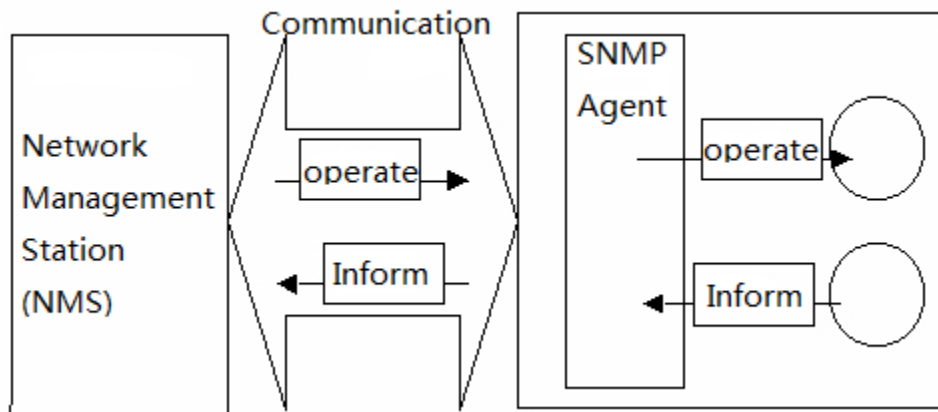 Communication
Network
Management
Station
(NMS)
operate
Inform
SNMP
Agent
operate
Inform